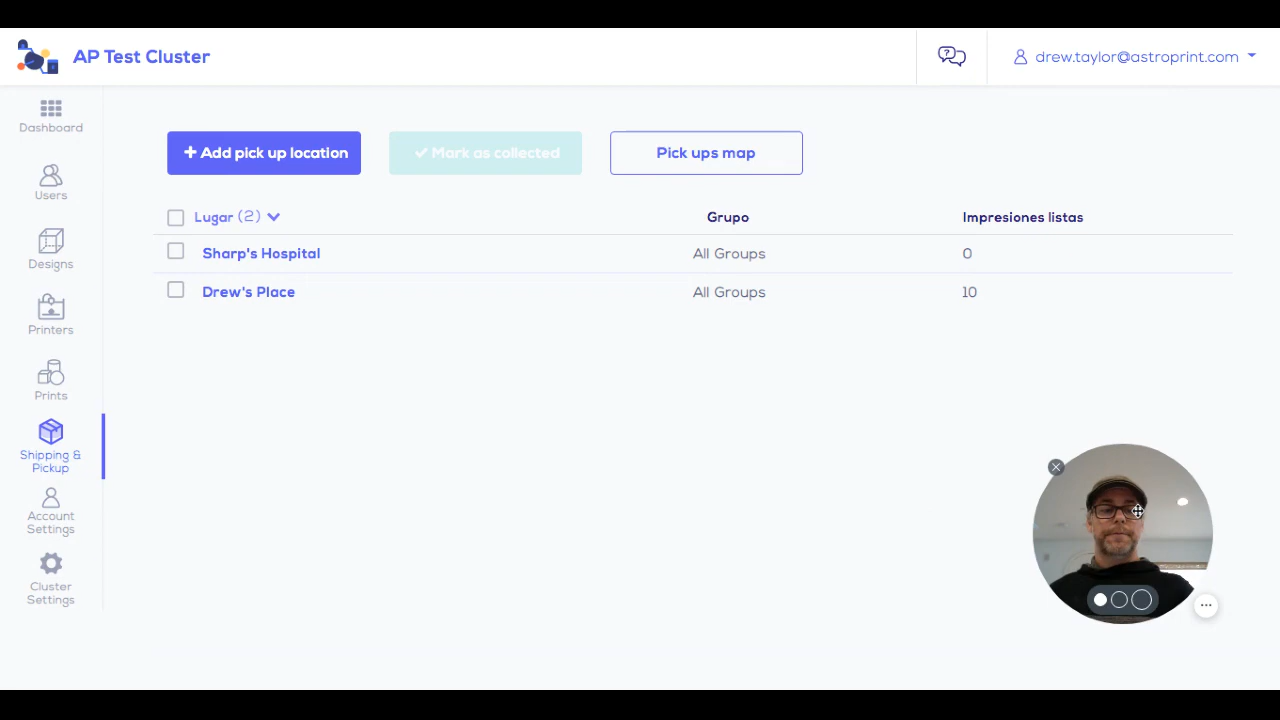 AP Test Cluster
drew.taylor@astroprint.com
Dashboard
Users
Designs
Printers
Prints
Shipping &
Pickup
Account
Settings
Cluster
Settings
+ Add pick up location
✓ Mark as collected
Pick ups map
Lugar (2)
Grupo
Impresiones listas
Sharp's Hospital
All Groups
0
Drew's Place
All Groups
10